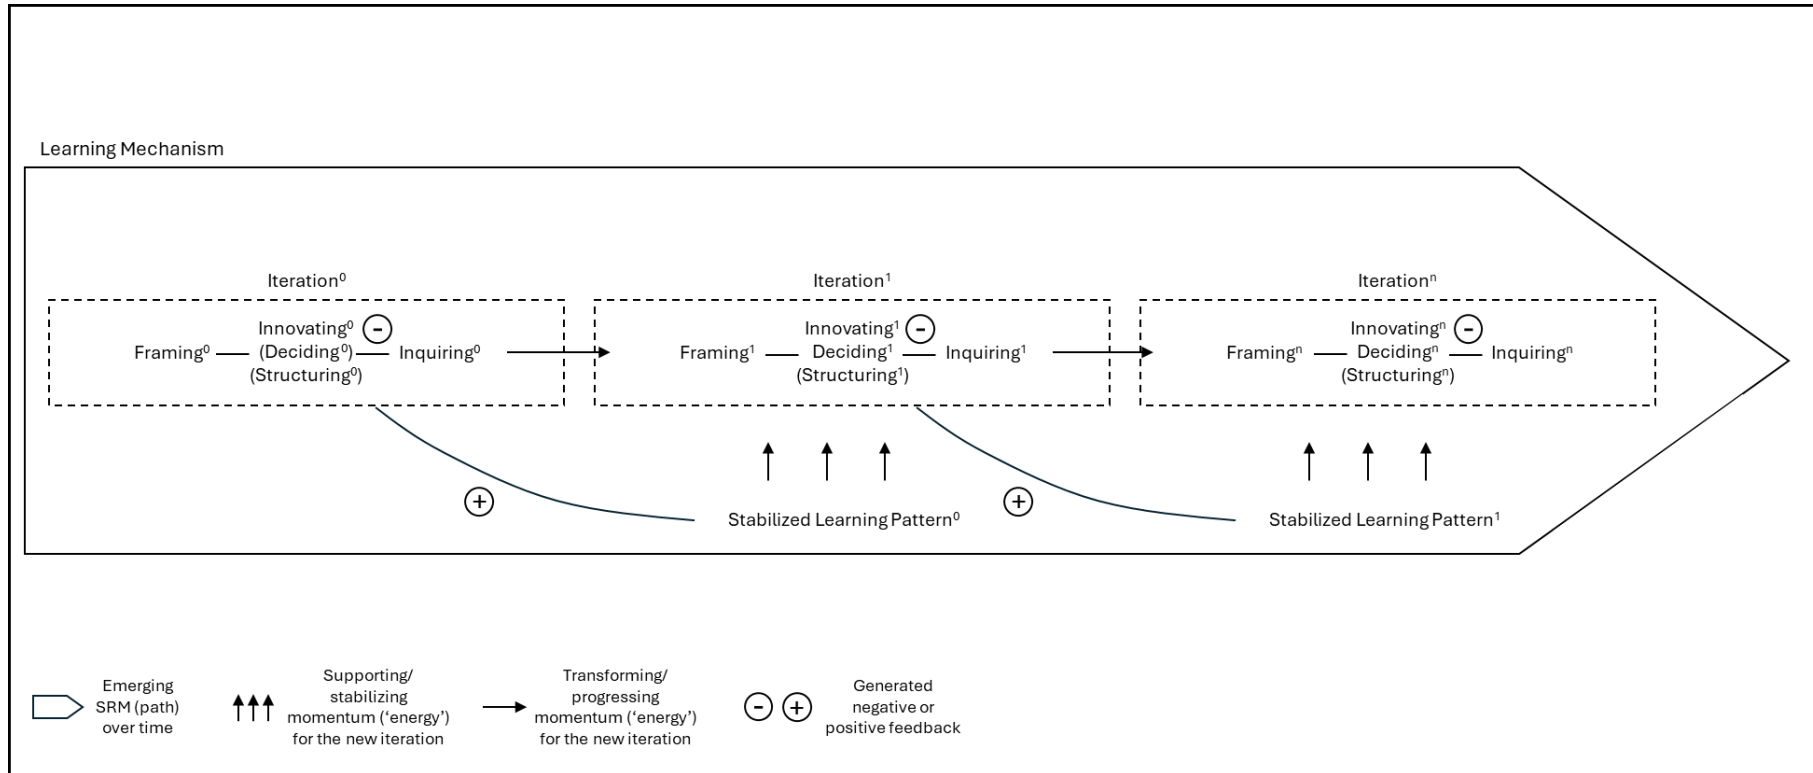 Learning Mechanism
Iteration⁰
Iteration¹
Iterationⁿ
Innovating⁰ -
Framing⁰ (Deciding⁰) Inquiring⁰
(Structuring⁰)
Innovating¹ -
Framing¹ Deciding¹ Inquiring¹
(Structuring¹)
Innovatingⁿ -
Framingⁿ Decidingⁿ Inquiringⁿ
(Structuringⁿ)
+
Stabilized Learning Pattern⁰
+
Stabilized Learning Pattern¹
Emerging
SRM (path)
over time
Supporting/
stabilizing
momentum (‘energy’)
for the new iteration
Transforming/
progressing
momentum (‘energy’)
for the new iteration
- +
Generated
negative or
positive feedback